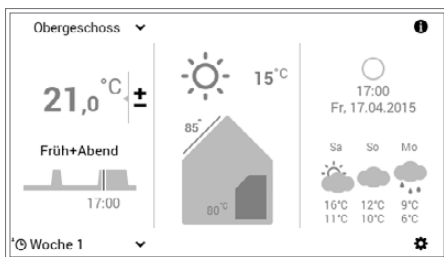 Obergeschoss
21,0 °C ±
Früh+Abend
17:00
Woche 1
15°C
85°
80°C
17:00
Fr, 17.04.2015
Sa So Mo
16°C 12°C 9°C
11°C 10°C 6°C